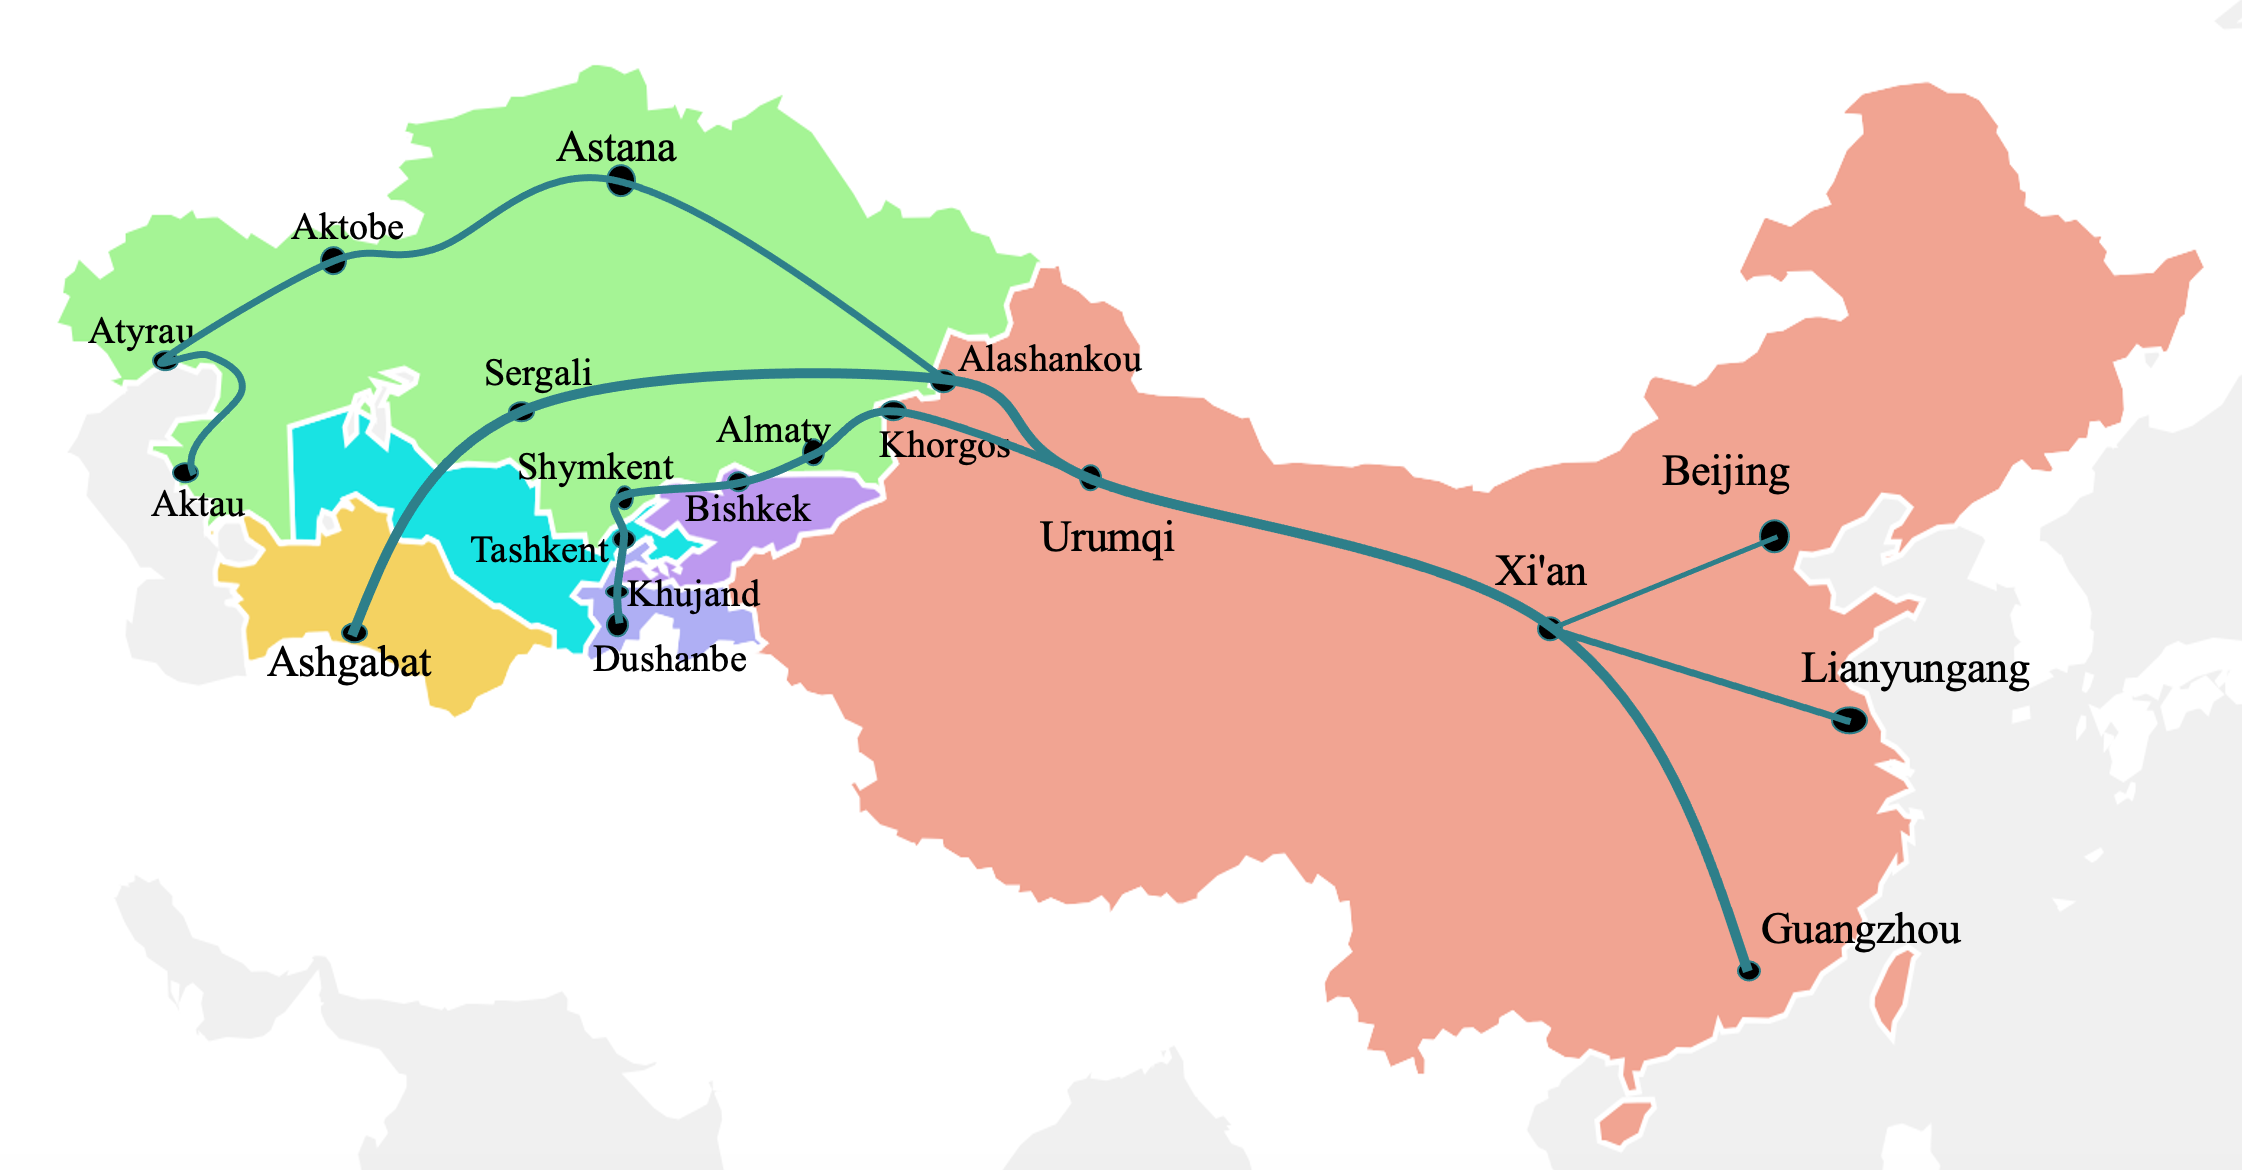 Astana
Aktobe
Atyrau
Alashankou
Sergali
Almaty
Khorgos
Shymkent
Beijing
Aktau
Bishkek
Urumqi
Tashkent
Xi'an
Khujand
Ashgabat
Dushanbe
Lianyungang
Guangzhou